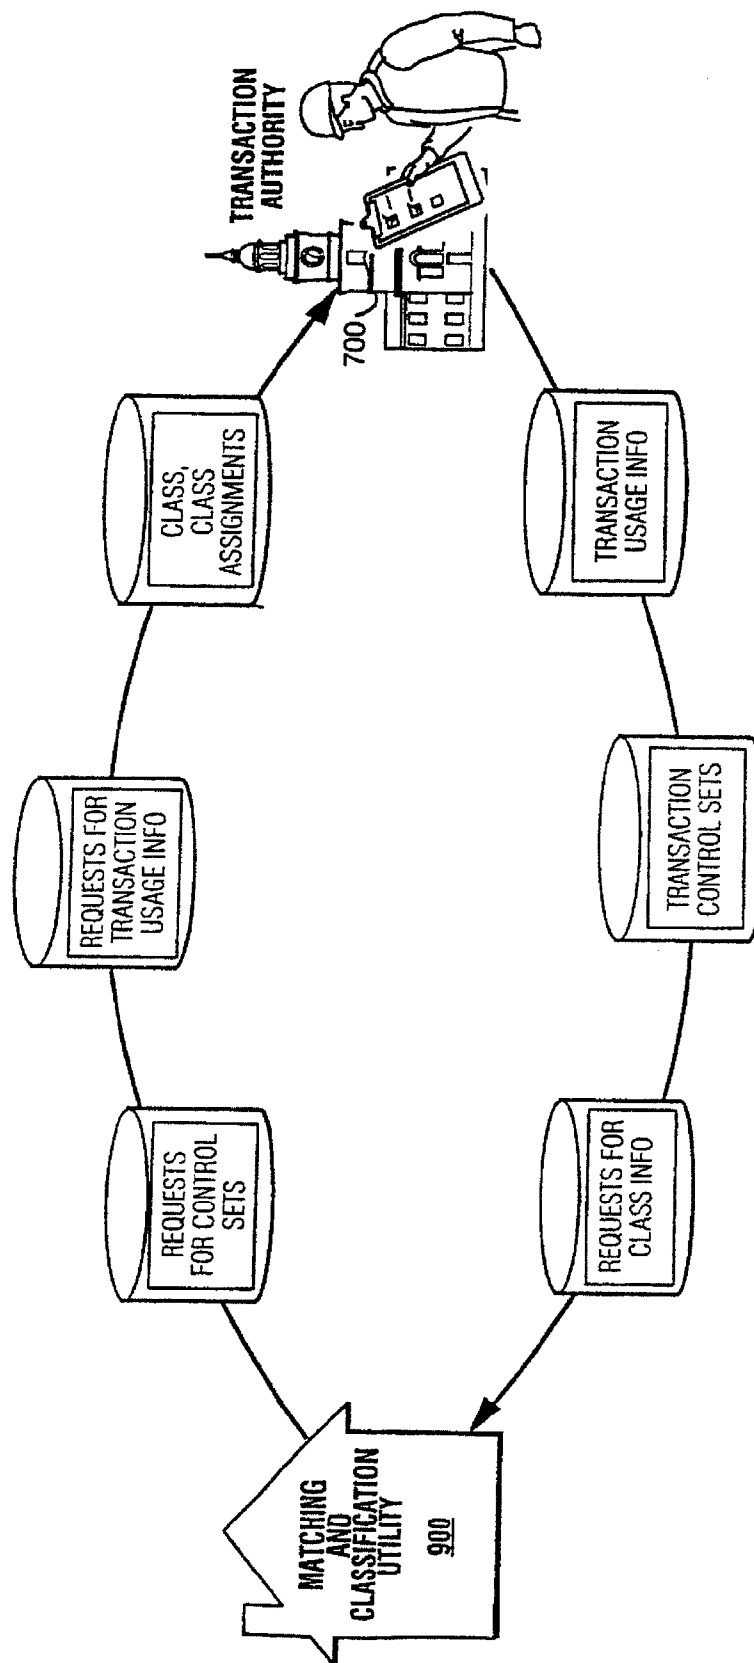 MATCHING
AND
CLASSIFICATION
UTILITY
900
REQUESTS
FOR CONTROL
SETS
REQUESTS FOR
TRANSACTION
USAGE INFO
CLASS,
CLASS
ASSIGNMENTS
TRANSACTION
AUTHORITY
700
TRANSACTION
USAGE INFO
TRANSACTION
CONTROL SETS
REQUESTS FOR
CLASS INFO